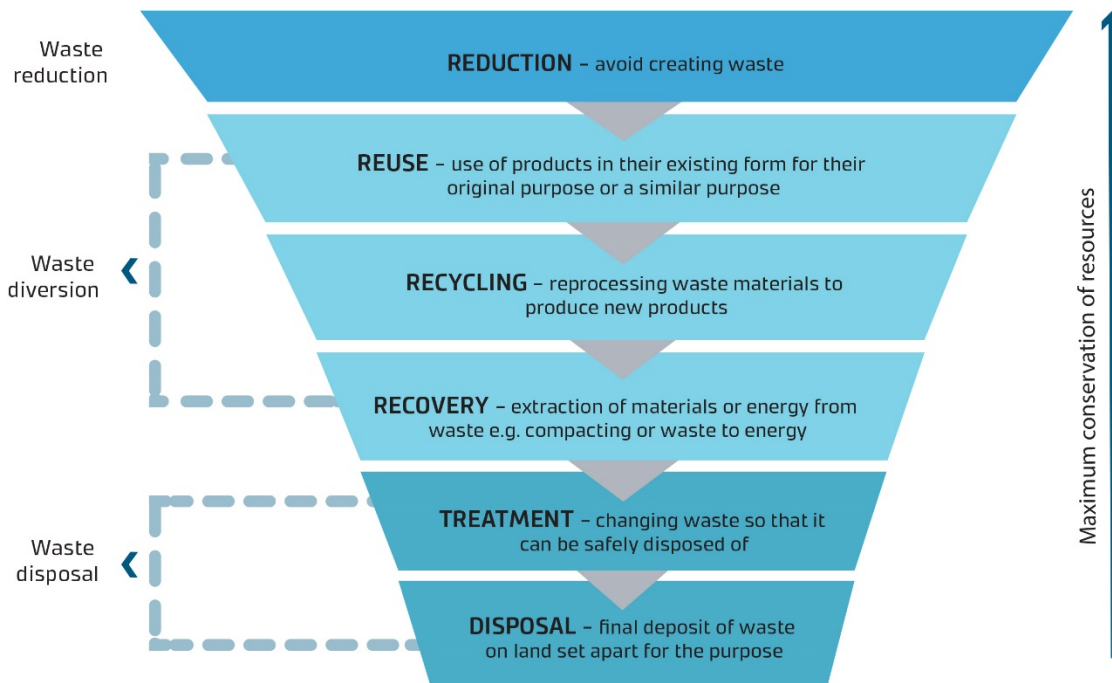 Waste
reduction
REDUCTION – avoid creating waste
REUSE – use of products in their existing form for their
original purpose or a similar purpose
Waste
diversion
RECYCLING – reprocessing waste materials to
produce new products
RECOVERY – extraction of materials or energy from
waste e.g. compacting or waste to energy
Waste
disposal
TREATMENT – changing waste so that it
can be safely disposed of
DISPOSAL – final deposit of waste
on land set apart for the purpose
Maximum conservation of resources